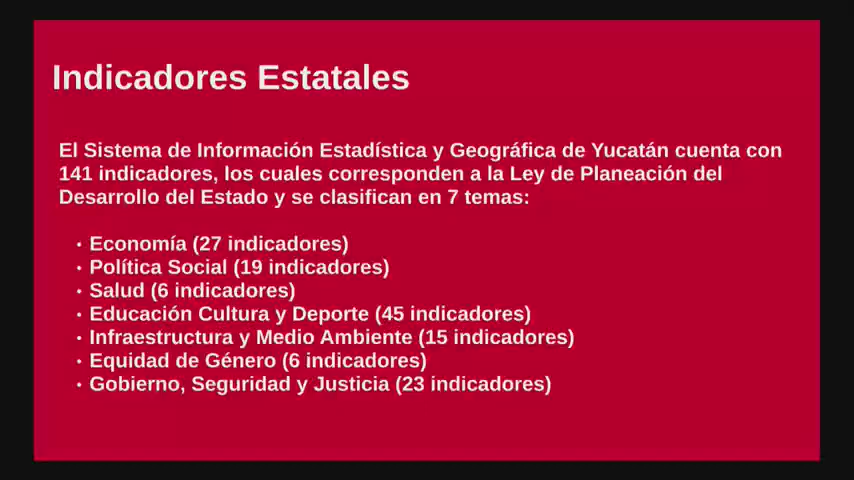 Indicadores Estatales
El Sistema de Información Estadística y Geográfica de Yucatán cuenta con
141 indicadores, los cuales corresponden a la Ley de Planeación del
Desarrollo del Estado y se clasifican en 7 temas:
• Economía (27 indicadores)
• Política Social (19 indicadores)
• Salud (6 indicadores)
• Educación Cultura y Deporte (45 indicadores)
• Infraestructura y Medio Ambiente (15 indicadores)
• Equidad de Género (6 indicadores)
• Gobierno, Seguridad y Justicia (23 indicadores)